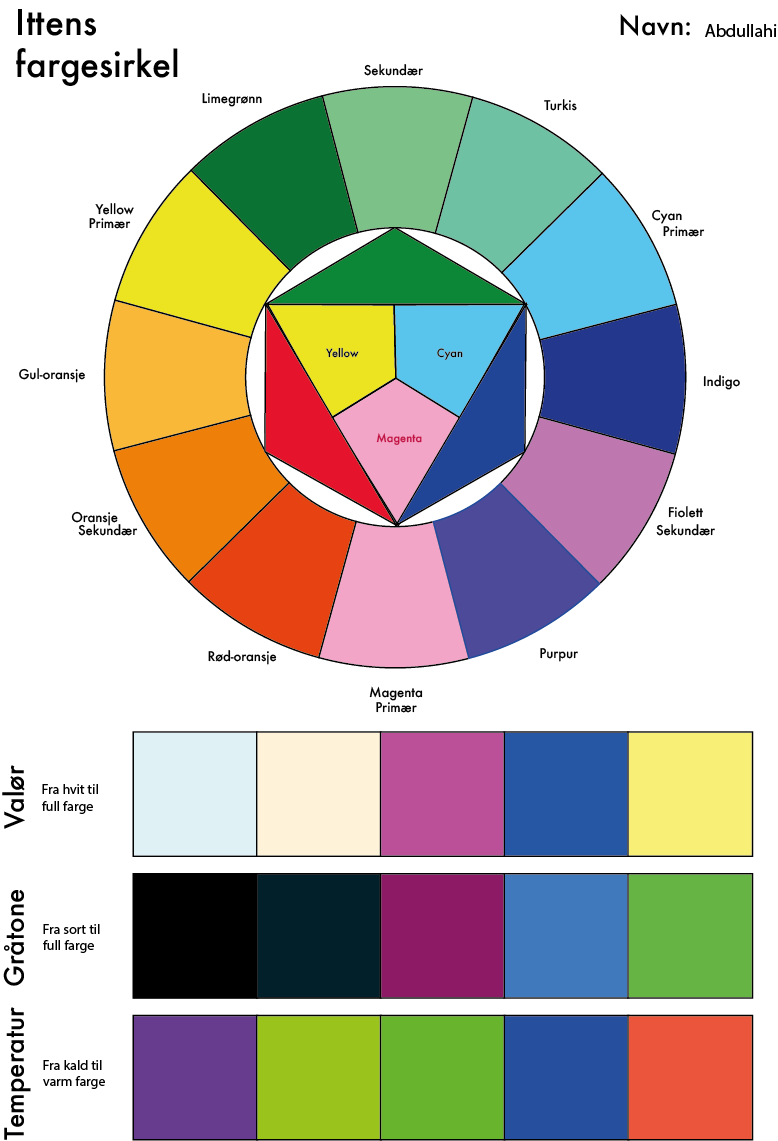 Ittens
fargesirkel
Navn: Abdullahi
Sekundær
Limegrønn
Turkis
Yellow
Primær
Cyan
Primær
Yellow
Cyan
Gul-oransje
Indigo
Magenta
Oransje
Sekundær
Fiolett
Sekundær
Rød-oransje
Purpur
Magenta
Primær
Valør
Fra hvit til
full farge
Gråtone
Fra sort til
full farge
Temperatur
Fra kald til
varm farge